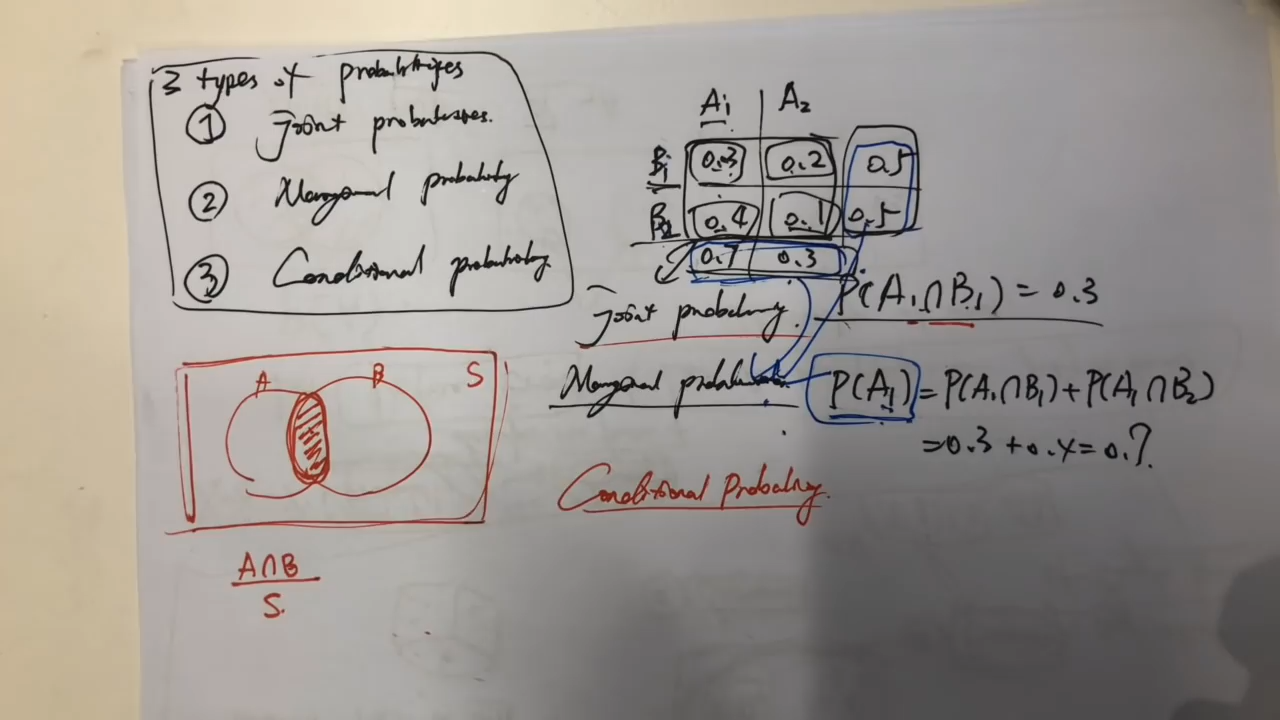 3 types of probabilities
① Joint probabilities.
② Marginal probability
③ Conditional probability
A1 A2
B1 0.3 0.2 0.5
B2 0.4 0.1 0.5
0.7 0.3
Joint probability. P(A1∩B1) = 0.3
Marginal probabilities P(A1) = P(A1∩B1) + P(A1∩B2)
= 0.3 + 0.4 = 0.7.
A B S
Conditional Probability.
A∩B
S.